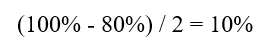 (100% - 80%) / 2 = 10%